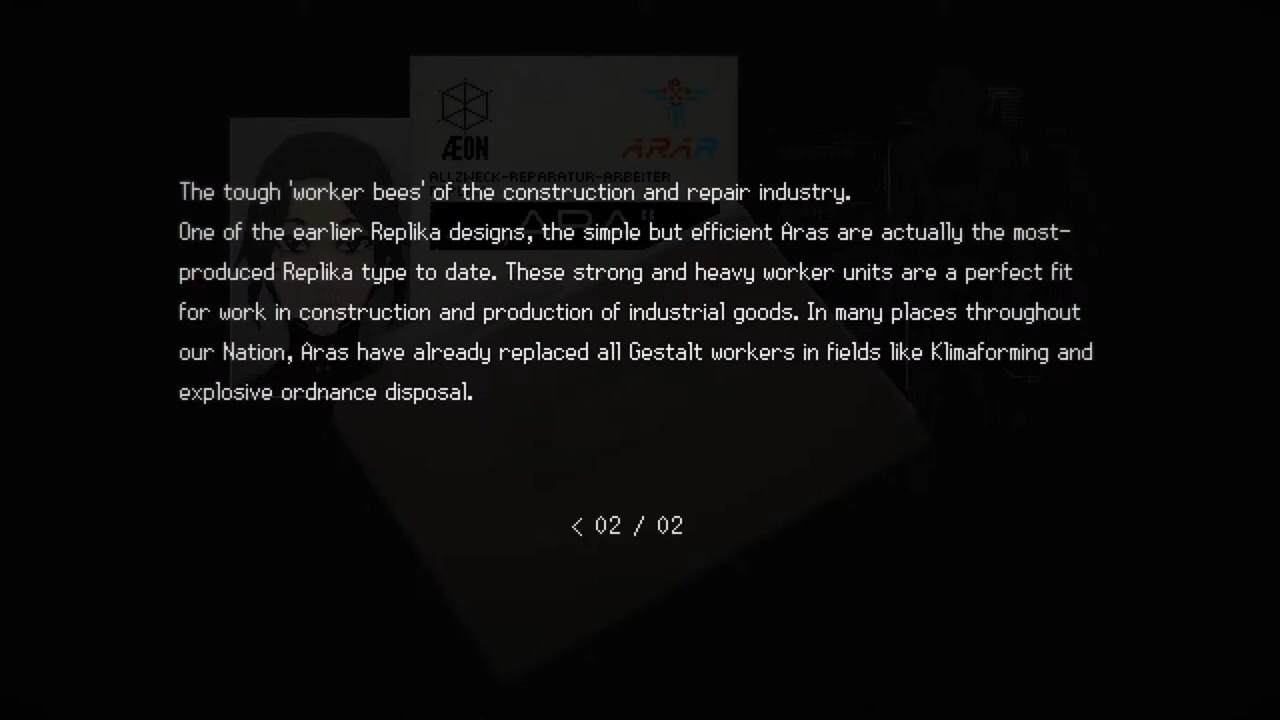 ÆON
ARAR
ALLZWECK-REPARATUR-ARBEITER
The tough 'worker bees' of the construction and repair industry.
One of the earlier Replika designs, the simple but efficient Aras are actually the most-
produced Replika type to date. These strong and heavy worker units are a perfect fit
for work in construction and production of industrial goods. In many places throughout
our Nation, Aras have already replaced all Gestalt workers in fields like Klimaforming and
explosive ordnance disposal.
< 02 / 02